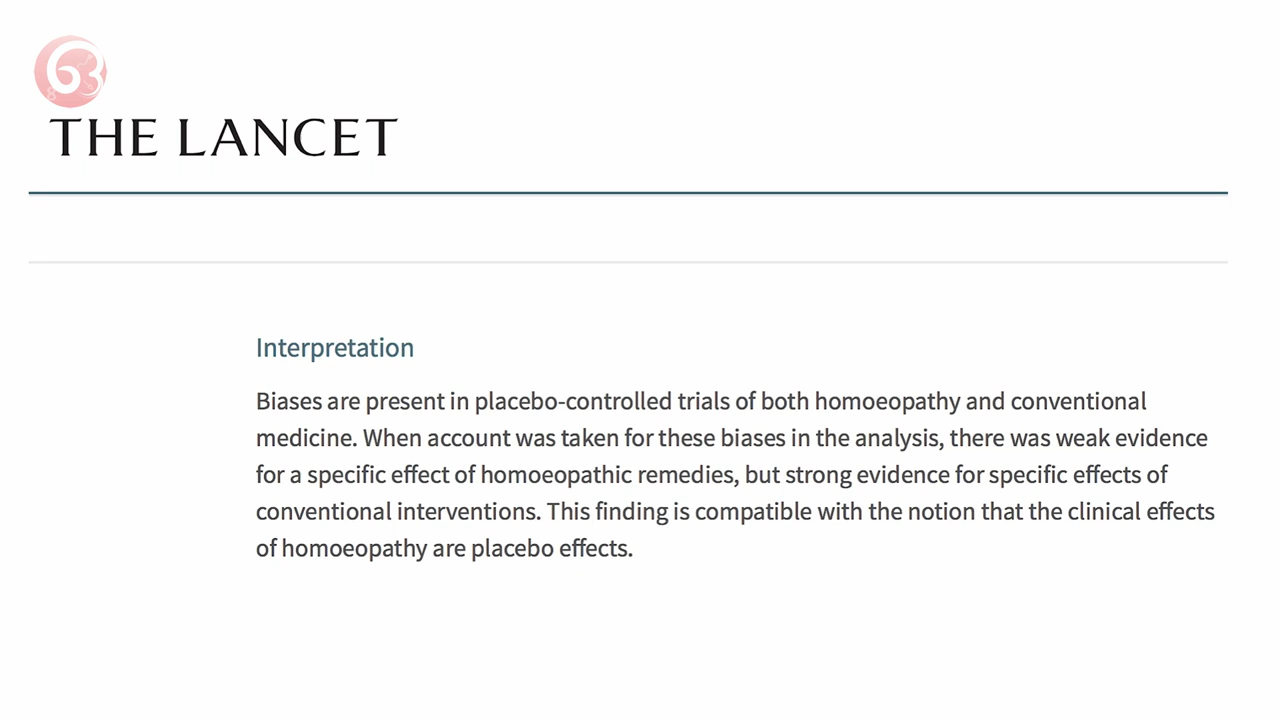 63
THE LANCET
Interpretation
Biases are present in placebo-controlled trials of both homoeopathy and conventional
medicine. When account was taken for these biases in the analysis, there was weak evidence
for a specific effect of homoeopathic remedies, but strong evidence for specific effects of
conventional interventions. This finding is compatible with the notion that the clinical effects
of homoeopathy are placebo effects.